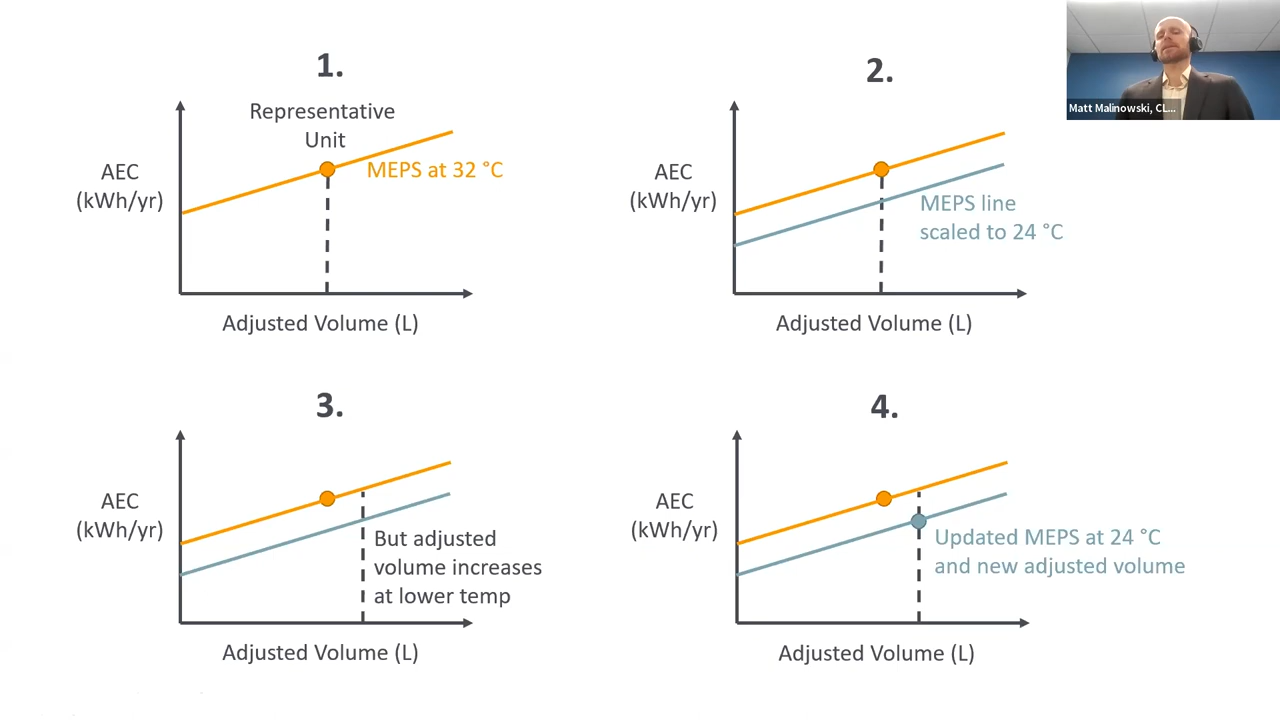 1.
Representative
Unit
MEPS at 32 °C
AEC
(kWh/yr)
Adjusted Volume (L)
2.
AEC
(kWh/yr)
MEPS line
scaled to 24 °C
Adjusted Volume (L)
Matt Malinowski, CL...
3.
AEC
(kWh/yr)
But adjusted
volume increases
at lower temp
Adjusted Volume (L)
4.
AEC
(kWh/yr)
Updated MEPS at 24 °C
and new adjusted volume
Adjusted Volume (L)